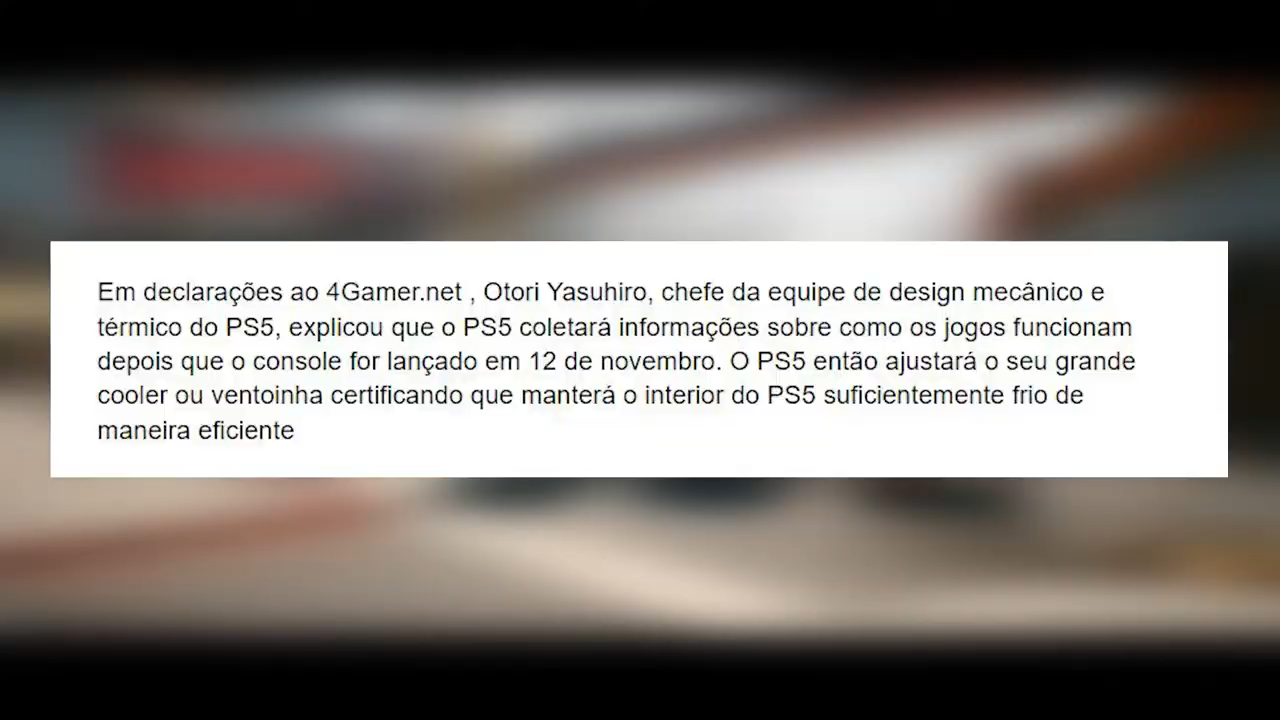 Em declarações ao 4Gamer.net , Otori Yasuhiro, chefe da equipe de design mecânico e
térmico do PS5, explicou que o PS5 coletará informações sobre como os jogos funcionam
depois que o console for lançado em 12 de novembro. O PS5 então ajustará o seu grande
cooler ou ventoinha certificando que manterá o interior do PS5 suficientemente frio de
maneira eficiente